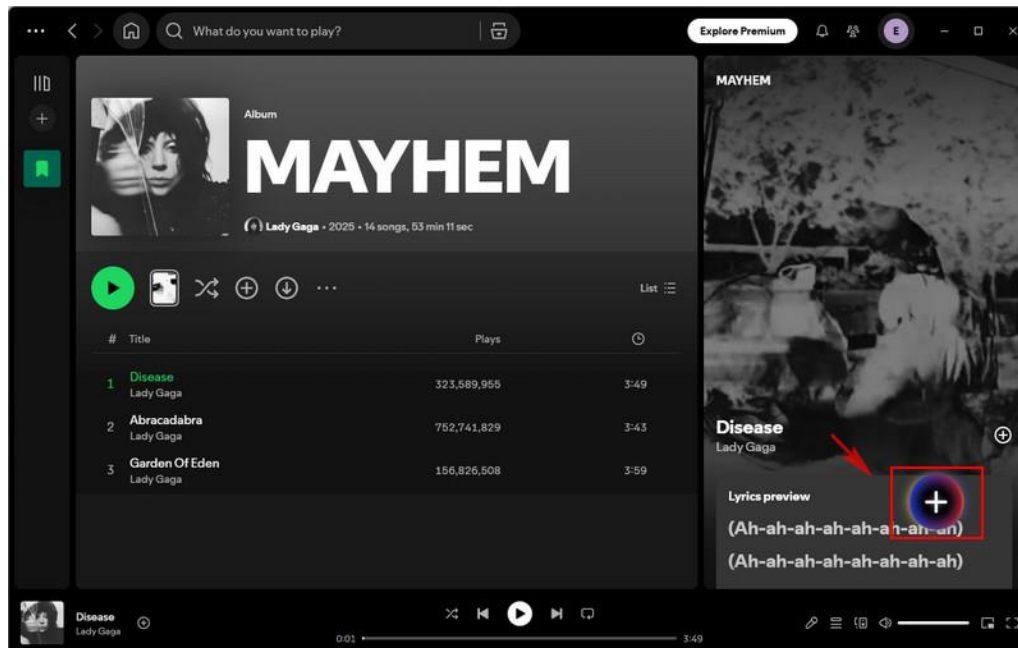 What do you want to play?
Explore Premium
E
Album
MAYHEM
Lady Gaga • 2025 • 14 songs, 53 min 11 sec
List
# Title Plays
1 Disease 323,589,955 3:49
Lady Gaga
2 Abracadabra 752,741,829 3:43
Lady Gaga
3 Garden Of Eden 156,826,508 3:59
Lady Gaga
MAYHEM
Disease
Lady Gaga
Lyrics preview
(Ah-ah-ah-ah-ah-ah-ah-ah)
(Ah-ah-ah-ah-ah-ah-ah-ah)
Disease
Lady Gaga
0:01 3:49